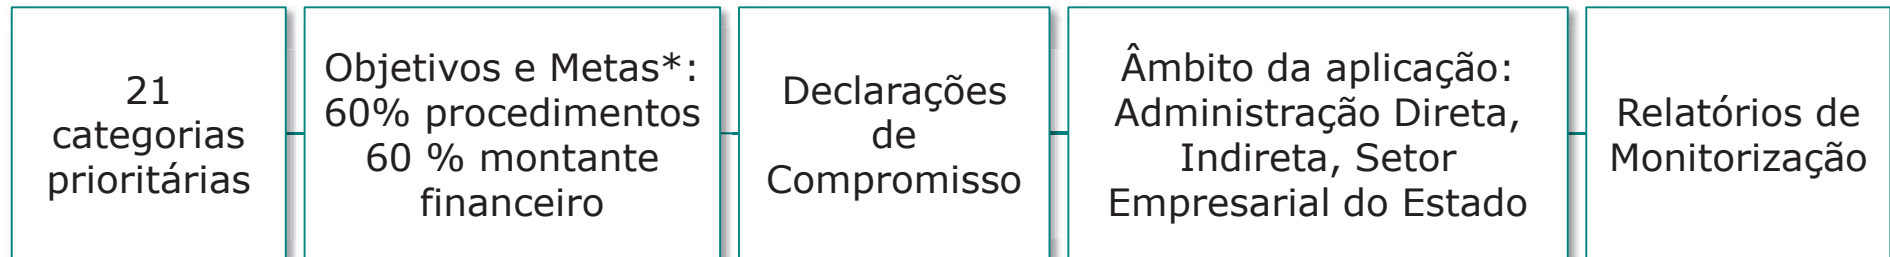 21
categorias
prioritárias
Objetivos e Metas*:
60% procedimentos
60 % montante
financeiro
Declarações
de
Compromisso
Âmbito da aplicação:
Administração Direta,
Indireta, Setor
Empresarial do Estado
Relatórios de
Monitorização